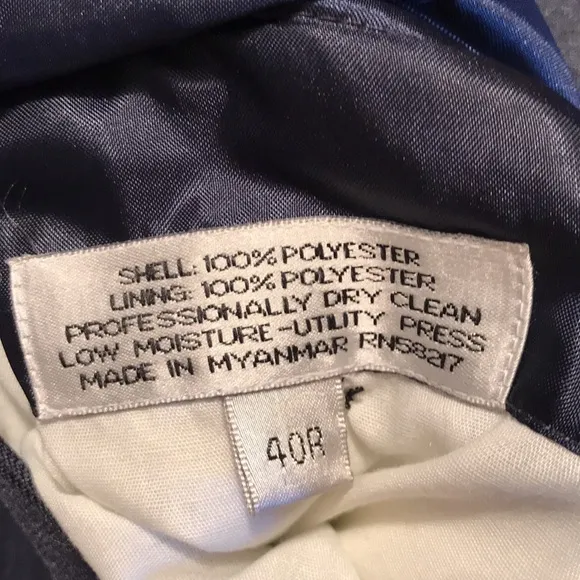 SHELL: 100% POLYESTER
LINING: 100% POLYESTER
PROFESSIONALLY DRY CLEAN
LOW MOISTURE-UTILITY PRESS
MADE IN MYANMAR RN58217
40R